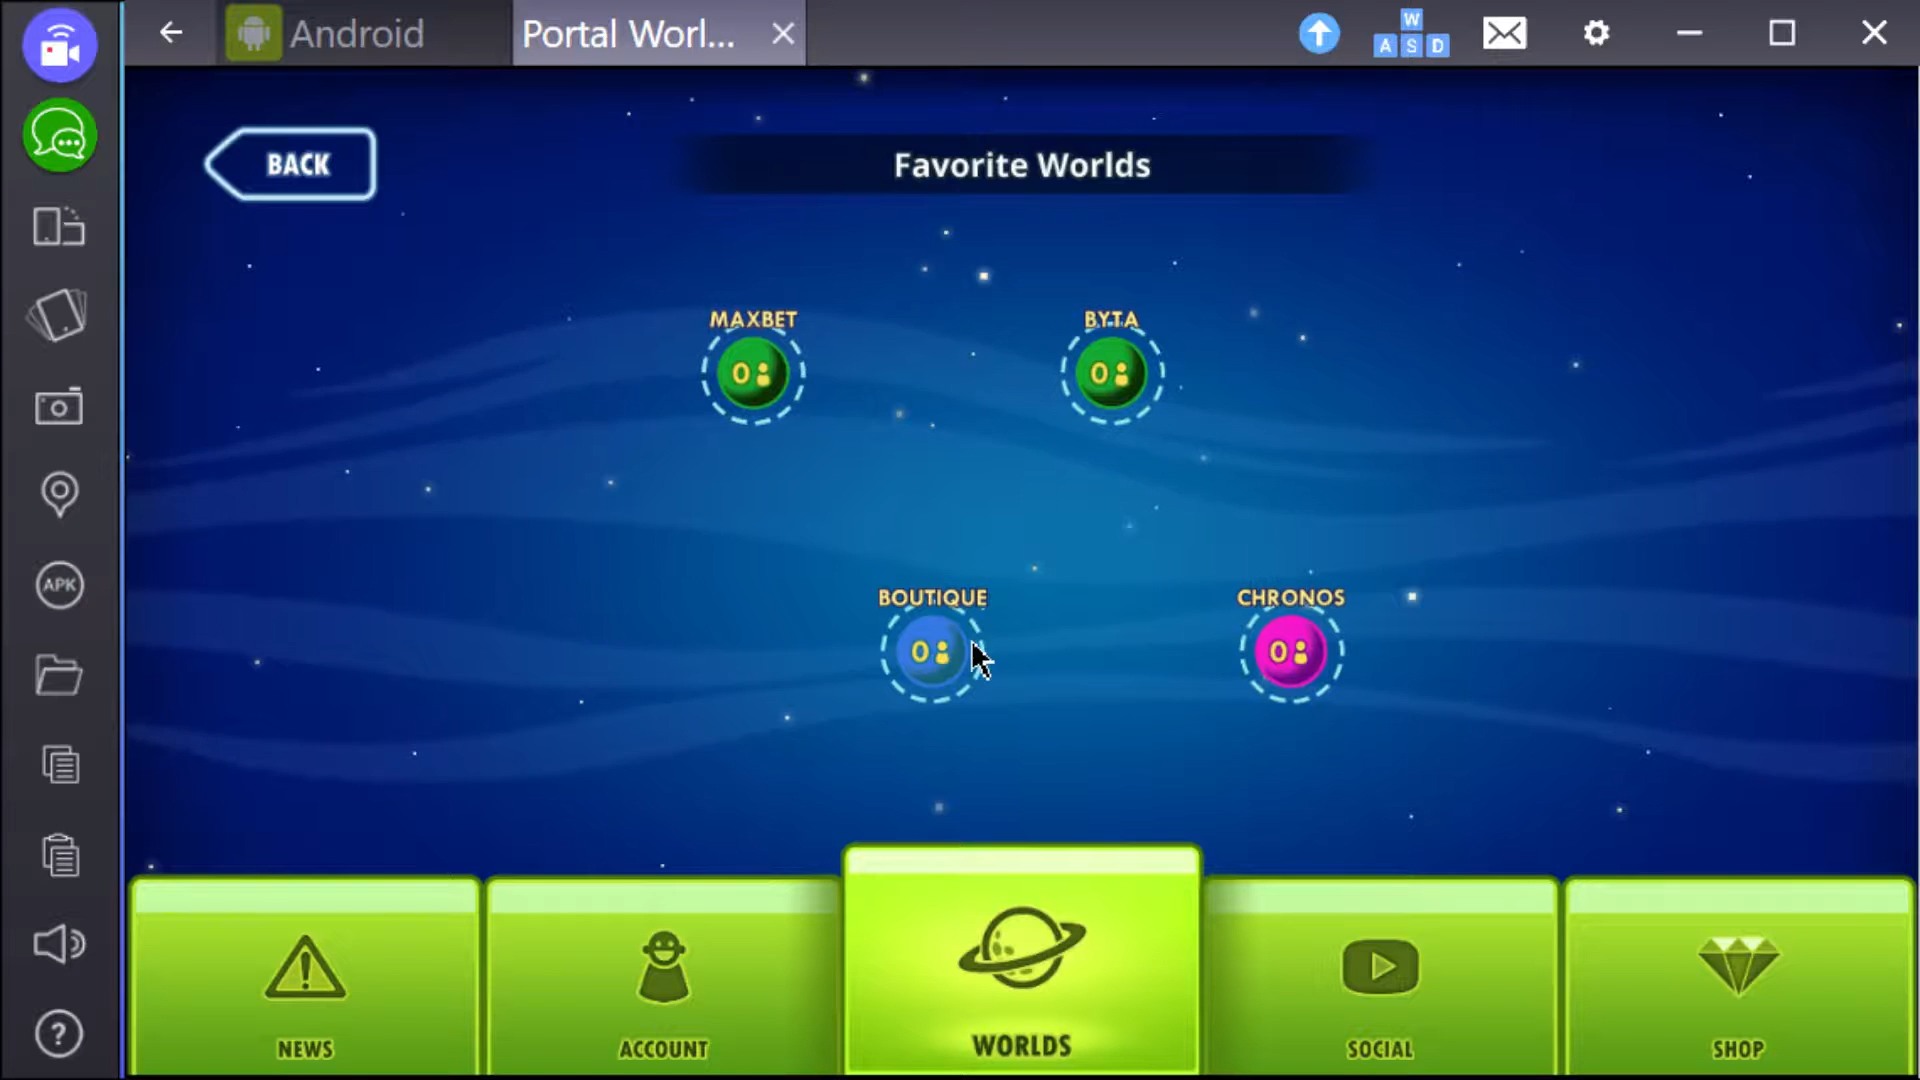 Android
Portal Worl...
W
A S D
BACK
Favorite Worlds
MAXBET
0
BYTA
0
BOUTIQUE
0
CHRONOS
0
APK
?
NEWS
ACCOUNT
WORLDS
SOCIAL
SHOP